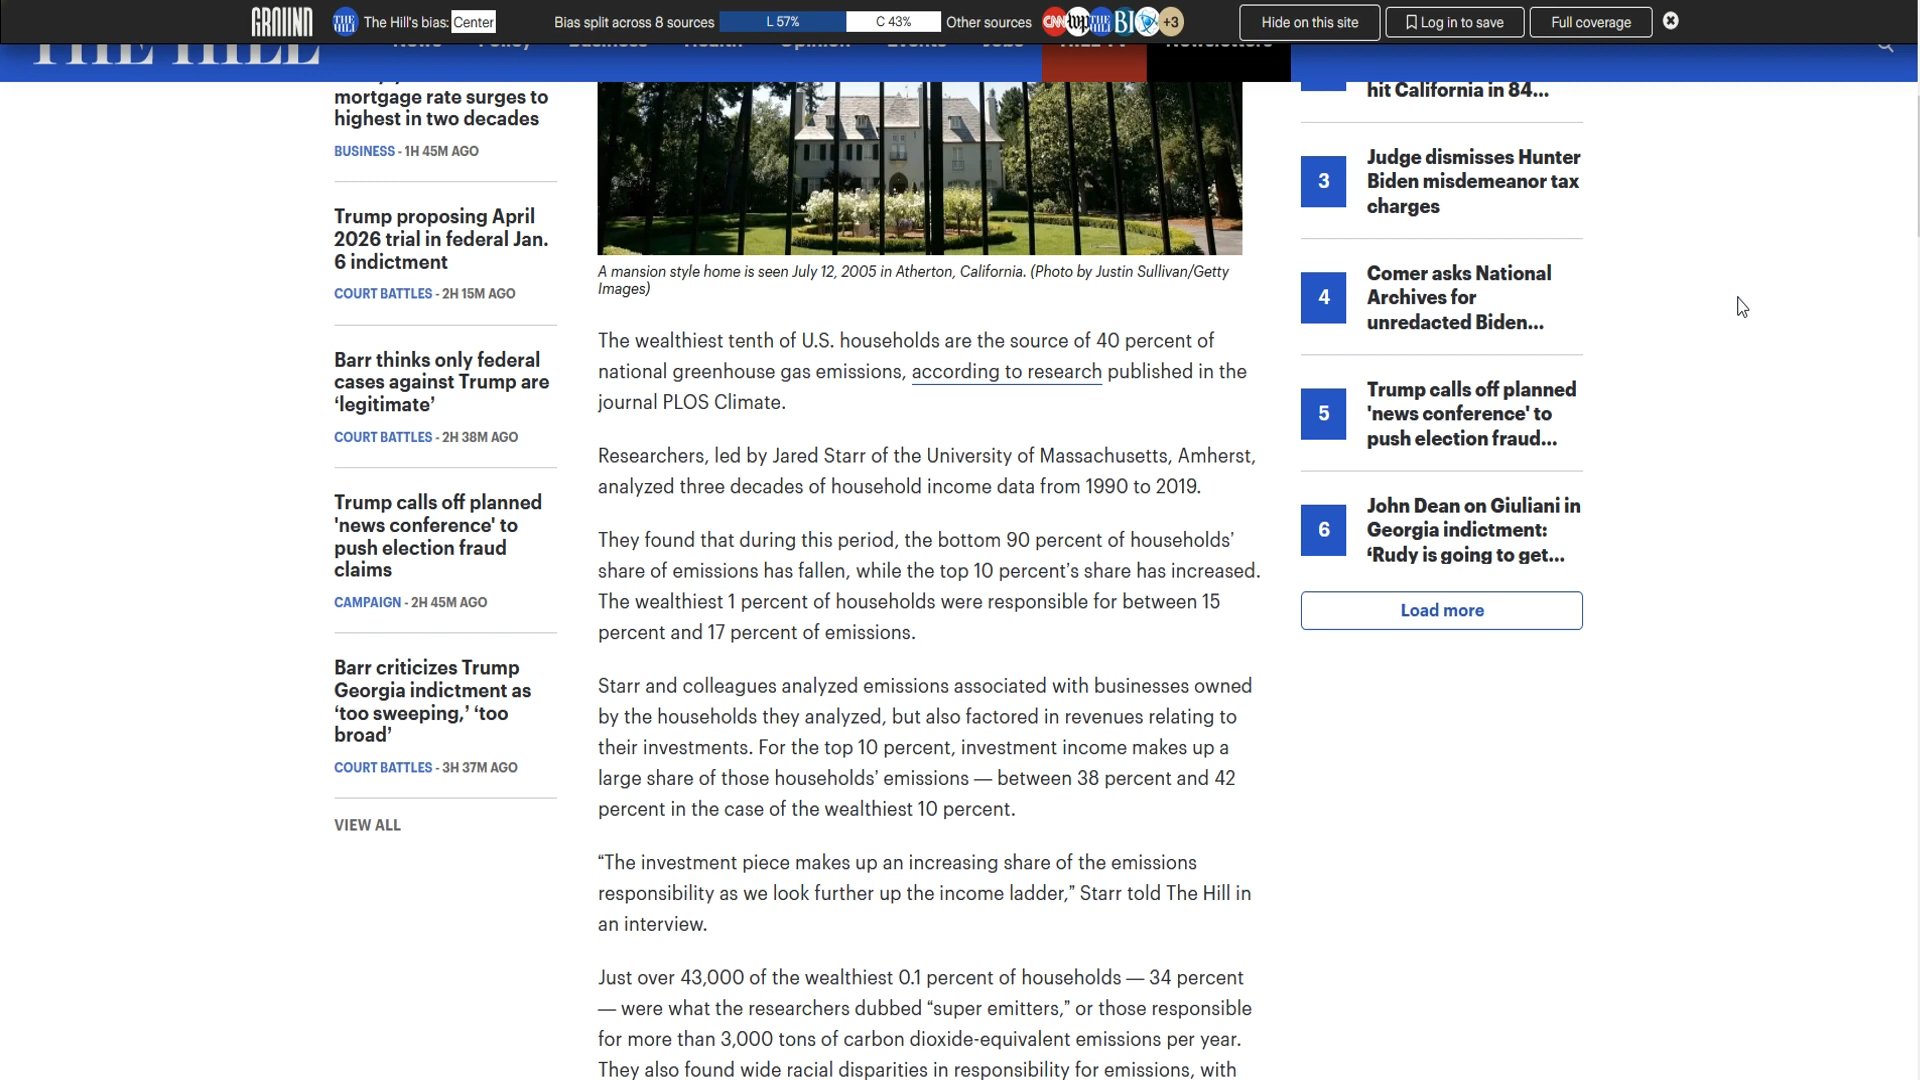 GROUND
THE HILL
The Hill's bias: Center
Bias split across 8 sources
L 57%
C 43%
Other sources
CNN
wp
THE HILL
BI
+3
Hide on this site
Log in to save
Full coverage
THE HILL
News
Policy
Business
Health
Opinion
Events
Jobs
HILL TV
Newsletters
mortgage rate surges to
highest in two decades
BUSINESS - 1H 45M AGO
Trump proposing April
2026 trial in federal Jan.
6 indictment
COURT BATTLES - 2H 15M AGO
Barr thinks only federal
cases against Trump are
‘legitimate’
COURT BATTLES - 2H 38M AGO
Trump calls off planned
'news conference' to
push election fraud
claims
CAMPAIGN - 2H 45M AGO
Barr criticizes Trump
Georgia indictment as
‘too sweeping,’ ‘too
broad’
COURT BATTLES - 3H 37M AGO
VIEW ALL
A mansion style home is seen July 12, 2005 in Atherton, California. (Photo by Justin Sullivan/Getty
Images)
The wealthiest tenth of U.S. households are the source of 40 percent of
national greenhouse gas emissions, according to research published in the
journal PLOS Climate.
Researchers, led by Jared Starr of the University of Massachusetts, Amherst,
analyzed three decades of household income data from 1990 to 2019.
They found that during this period, the bottom 90 percent of households’
share of emissions has fallen, while the top 10 percent’s share has increased.
The wealthiest 1 percent of households were responsible for between 15
percent and 17 percent of emissions.
Starr and colleagues analyzed emissions associated with businesses owned
by the households they analyzed, but also factored in revenues relating to
their investments. For the top 10 percent, investment income makes up a
large share of those households’ emissions — between 38 percent and 42
percent in the case of the wealthiest 10 percent.
“The investment piece makes up an increasing share of the emissions
responsibility as we look further up the income ladder,” Starr told The Hill in
an interview.
Just over 43,000 of the wealthiest 0.1 percent of households — 34 percent
— were what the researchers dubbed “super emitters,” or those responsible
for more than 3,000 tons of carbon dioxide-equivalent emissions per year.
They also found wide racial disparities in responsibility for emissions, with
hit California in 84...
3
Judge dismisses Hunter
Biden misdemeanor tax
charges
4
Comer asks National
Archives for
unredacted Biden...
5
Trump calls off planned
'news conference' to
push election fraud...
6
John Dean on Giuliani in
Georgia indictment:
‘Rudy is going to get...
Load more